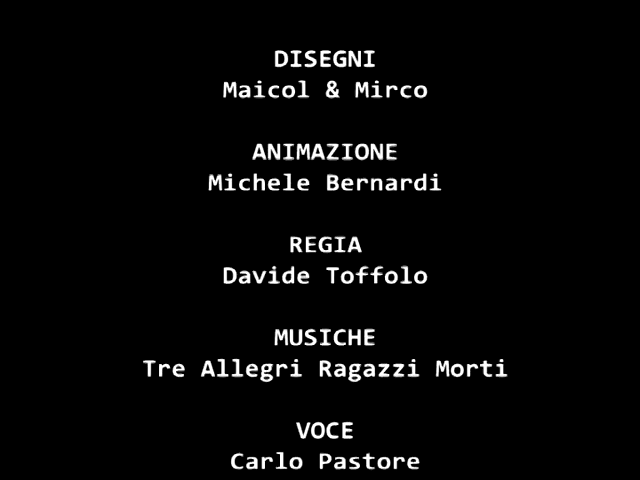 DISEGNI
Maicol & Mirco
ANIMAZIONE
Michele Bernardi
REGIA
Davide Toffolo
MUSICHE
Tre Allegri Ragazzi Morti
VOCE
Carlo Pastore